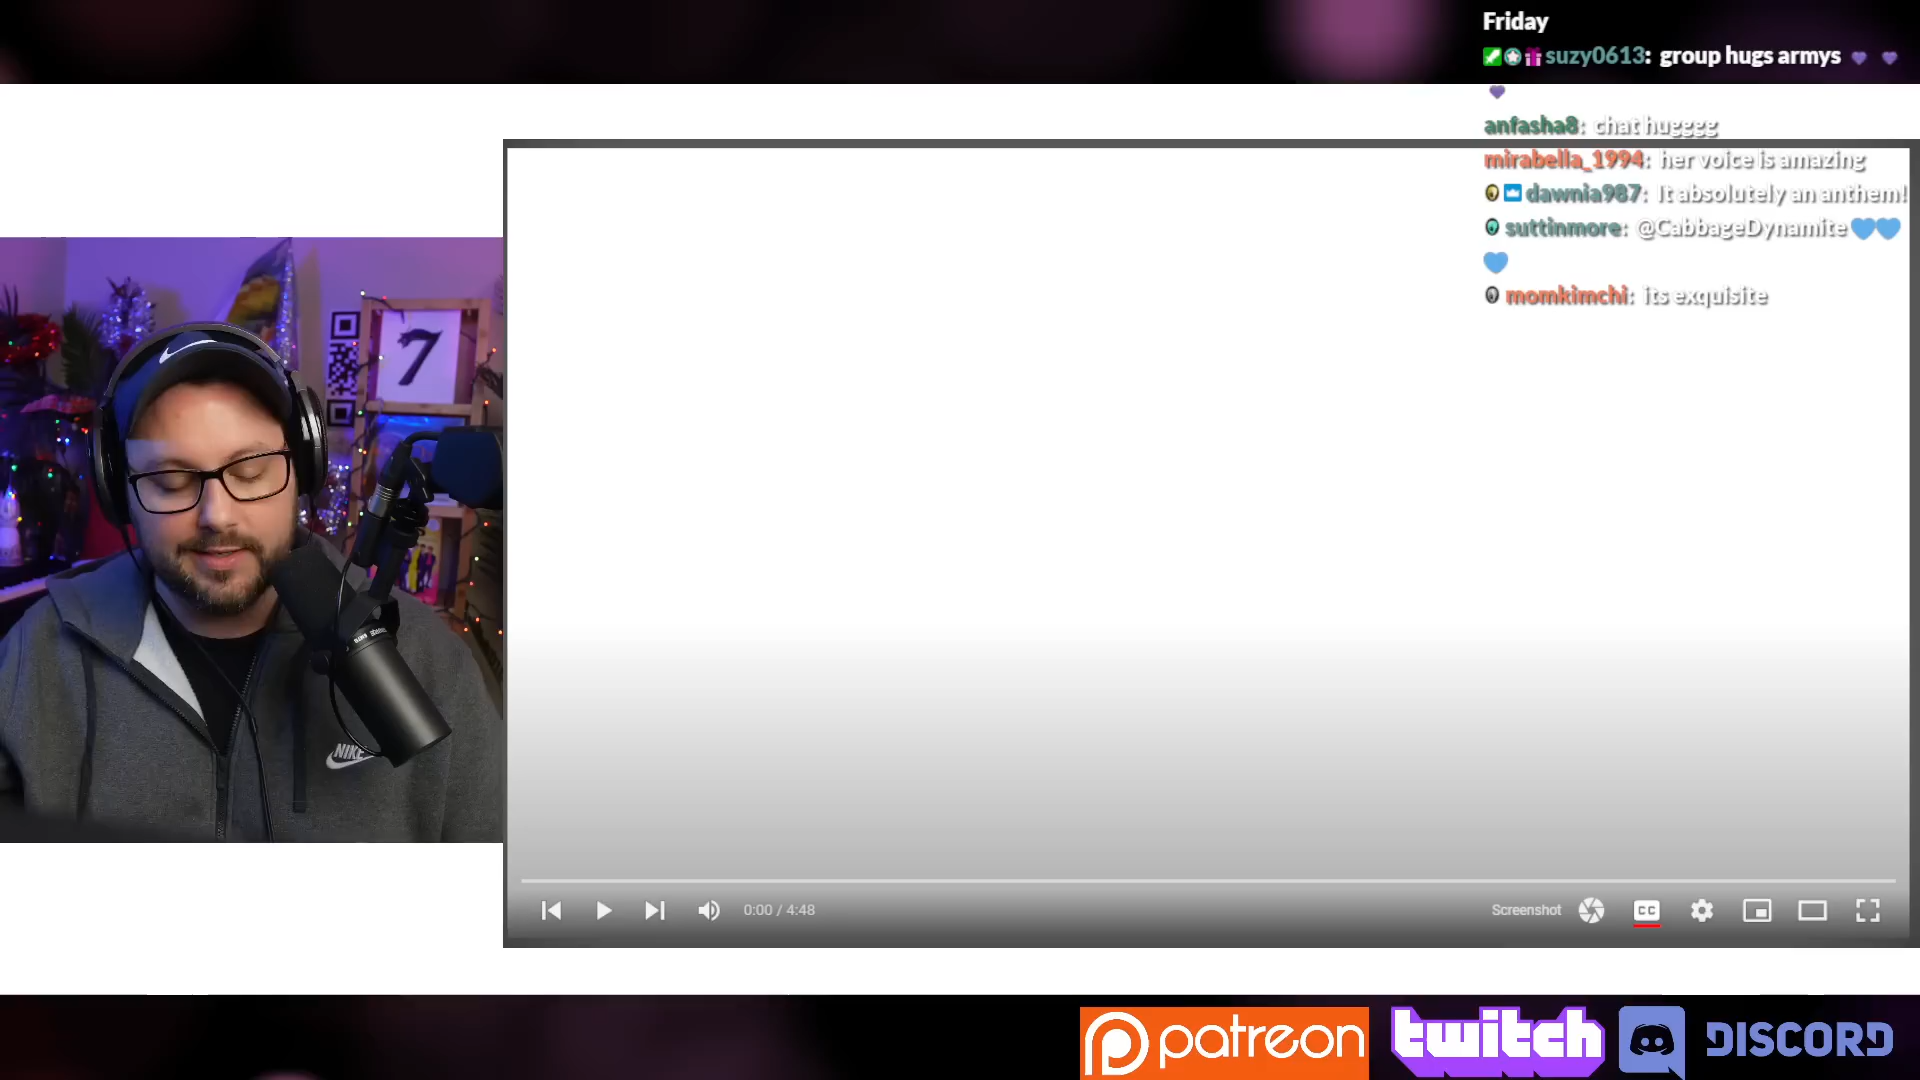 Friday
suzy0613: group hugs armys
anfasha8: chat hugggg
mirabella_1994: her voice is amazing
dawnia987: It absolutely an anthem!
suttinmore: @CabbageDynamite
momkimchi: its exquisite
7
NIKE
0:00 / 4:48
Screenshot
CC
patreon
twitch
DISCORD